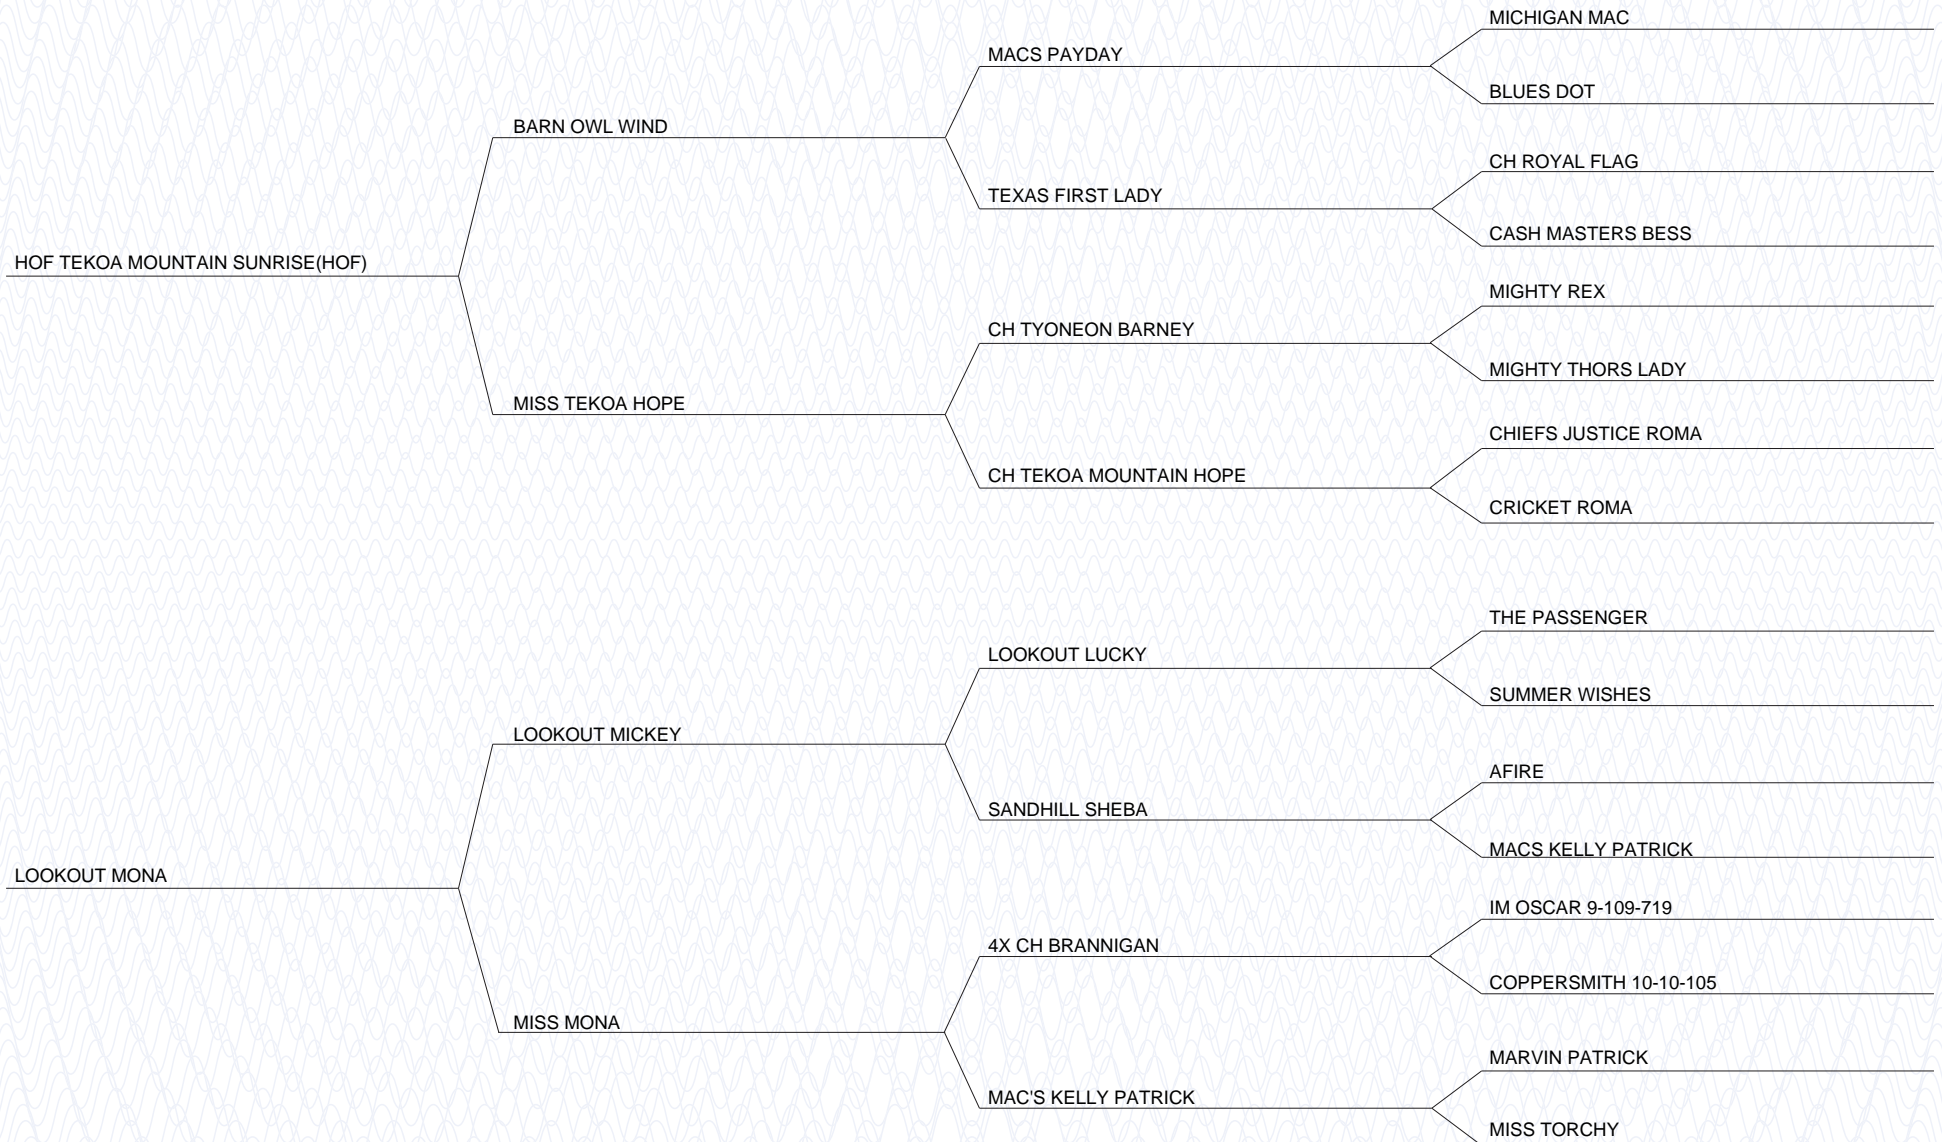 MICHIGAN MAC
MACS PAYDAY
BLUES DOT
BARN OWL WIND
CH ROYAL FLAG
TEXAS FIRST LADY
CASH MASTERS BESS
HOF TEKOA MOUNTAIN SUNRISE(HOF)
MIGHTY REX
CH TYONEON BARNEY
MIGHTY THORS LADY
MISS TEKOA HOPE
CHIEFS JUSTICE ROMA
CH TEKOA MOUNTAIN HOPE
CRICKET ROMA
THE PASSENGER
LOOKOUT LUCKY
SUMMER WISHES
LOOKOUT MICKEY
AFIRE
SANDHILL SHEBA
MACS KELLY PATRICK
LOOKOUT MONA
IM OSCAR 9-109-719
4X CH BRANNIGAN
COPPERSMITH 10-10-105
MISS MONA
MARVIN PATRICK
MAC'S KELLY PATRICK
MISS TORCHY